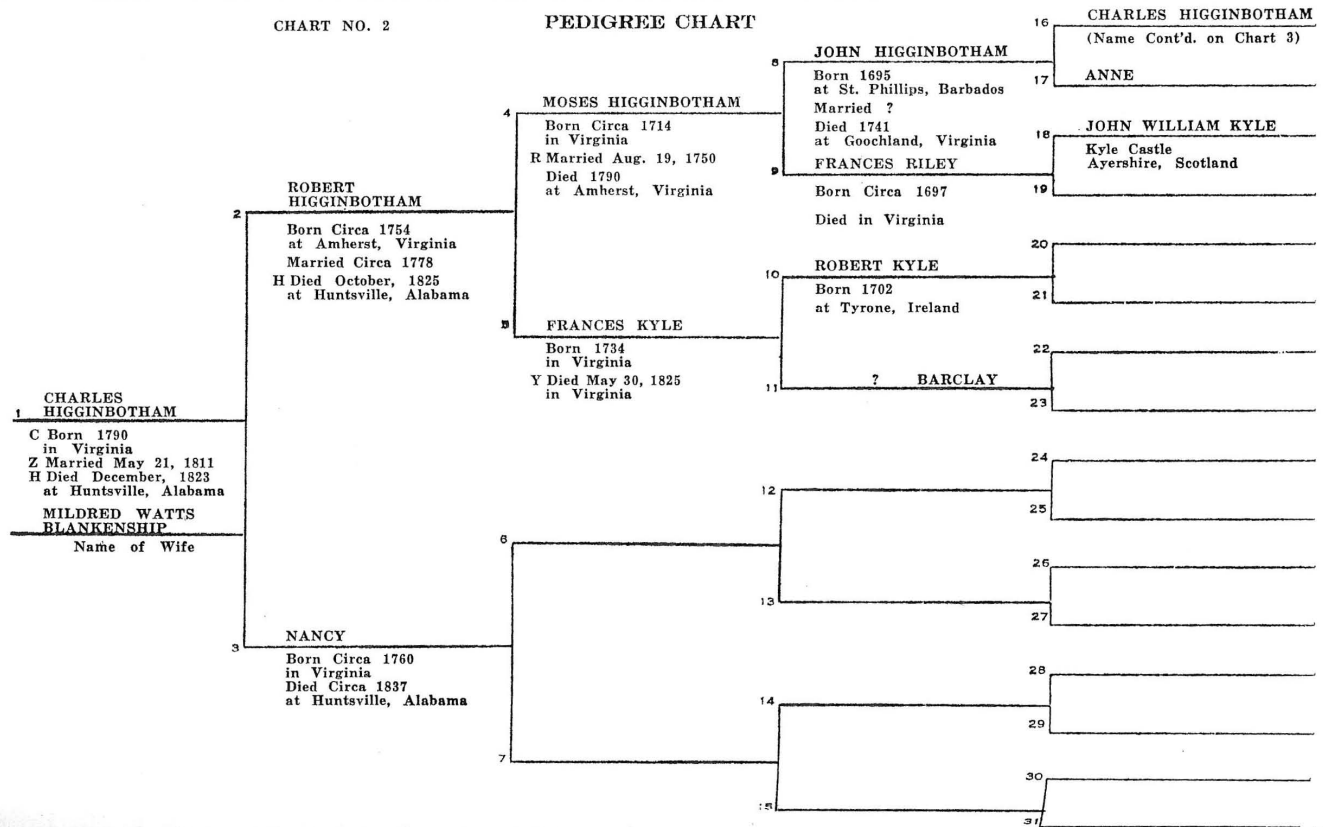 CHART NO. 2
PEDIGREE CHART
1
CHARLES
HIGGINBOTHAM
C Born 1790
in Virginia
Z Married May 21, 1811
H Died December, 1823
at Huntsville, Alabama
MILDRED WATTS
BLANKENSHIP
Name of Wife
2
ROBERT
HIGGINBOTHAM
Born Circa 1754
at Amherst, Virginia
Married Circa 1778
H Died October, 1825
at Huntsville, Alabama
3
NANCY
Born Circa 1760
in Virginia
Died Circa 1837
at Huntsville, Alabama
4
MOSES HIGGINBOTHAM
Born Circa 1714
in Virginia
R Married Aug. 19, 1750
Died 1790
at Amherst, Virginia
5
FRANCES KYLE
Born 1734
in Virginia
Y Died May 30, 1825
in Virginia
6
7
8
JOHN HIGGINBOTHAM
Born 1695
at St. Phillips, Barbados
Married ?
Died 1741
at Goochland, Virginia
9
FRANCES RILEY
Born Circa 1697
Died in Virginia
10
ROBERT KYLE
Born 1702
at Tyrone, Ireland
11
? BARCLAY
12
13
14
15
16
CHARLES HIGGINBOTHAM
(Name Cont'd. on Chart 3)
17
ANNE
18
JOHN WILLIAM KYLE
Kyle Castle
Ayershire, Scotland
19
20
21
22
23
24
25
26
27
28
29
30
31